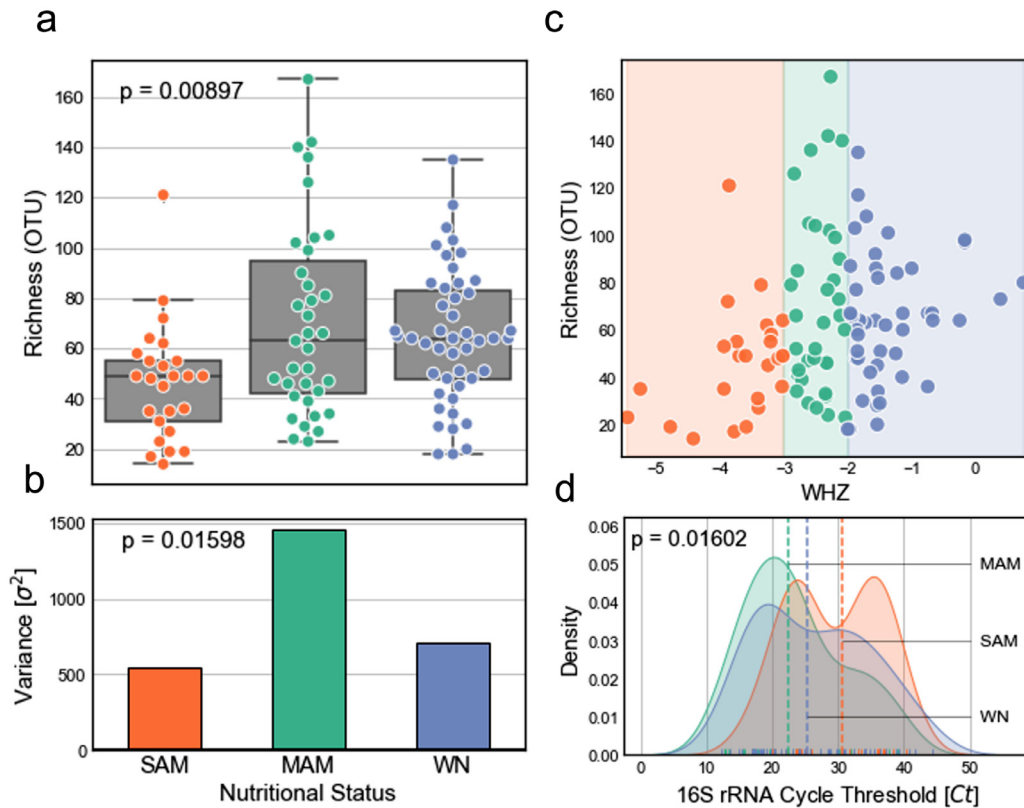 a
p = 0.00897
Richness (OTU)
160
140
120
100
80
60
40
20
b
p = 0.01598
Variance [σ²]
1500
1000
500
0
SAM MAM WN
Nutritional Status
c
Richness (OTU)
160
140
120
100
80
60
40
20
−5 −4 −3 −2 −1 0
WHZ
d
p = 0.01602
Density
0.06
0.05
0.04
0.03
0.02
0.01
0.00
MAM
SAM
WN
0 10 20 30 40 50
16S rRNA Cycle Threshold [Ct]